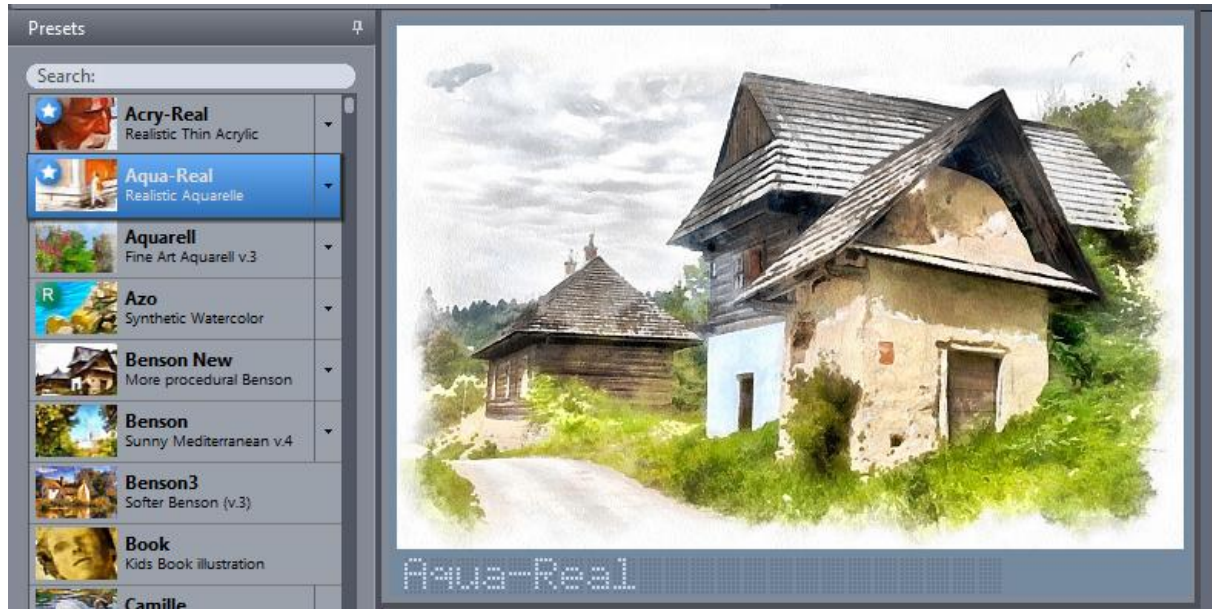 Presets
Search:
Acry-Real
Realistic Thin Acrylic
Aqua-Real
Realistic Aquarelle
Aquarell
Fine Art Aquarell v.3
R
Azo
Synthetic Watercolor
Benson New
More procedural Benson
Benson
Sunny Mediterranean v.4
Benson3
Softer Benson (v.3)
Book
Kids Book illustration
Camille
Aqua-Real